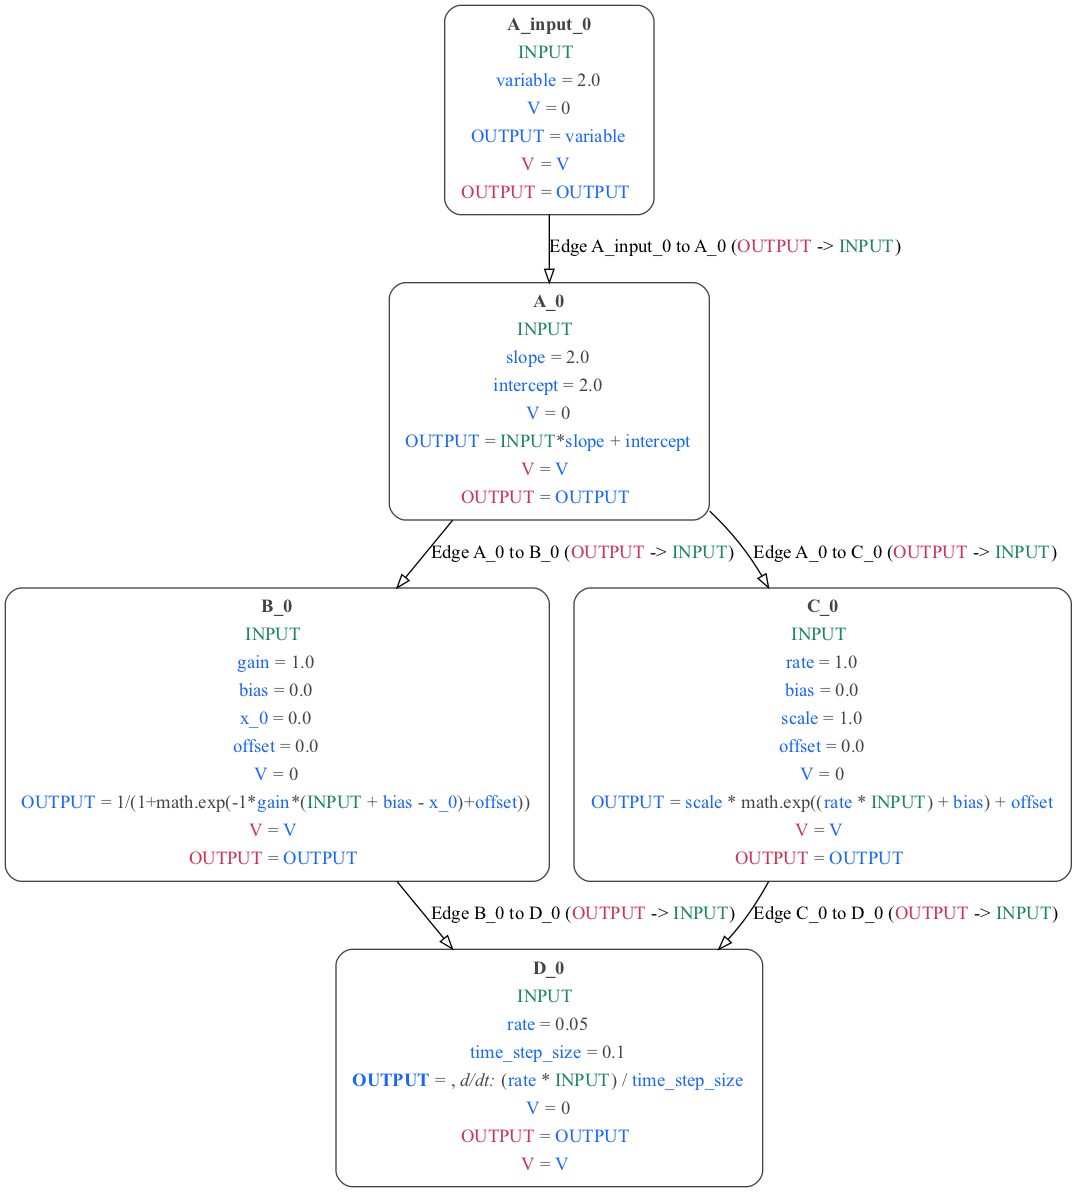 A_input_0
INPUT
variable = 2.0
V = 0
OUTPUT = variable
V = V
OUTPUT = OUTPUT
Edge A_input_0 to A_0 (OUTPUT -> INPUT)
A_0
INPUT
slope = 2.0
intercept = 2.0
V = 0
OUTPUT = INPUT*slope + intercept
V = V
OUTPUT = OUTPUT
Edge A_0 to B_0 (OUTPUT -> INPUT)
Edge A_0 to C_0 (OUTPUT -> INPUT)
B_0
INPUT
gain = 1.0
bias = 0.0
x_0 = 0.0
offset = 0.0
V = 0
OUTPUT = 1/(1+math.exp(-1*gain*(INPUT + bias - x_0)+offset))
V = V
OUTPUT = OUTPUT
C_0
INPUT
rate = 1.0
bias = 0.0
scale = 1.0
offset = 0.0
V = 0
OUTPUT = scale * math.exp((rate * INPUT) + bias) + offset
V = V
OUTPUT = OUTPUT
Edge B_0 to D_0 (OUTPUT -> INPUT)
Edge C_0 to D_0 (OUTPUT -> INPUT)
D_0
INPUT
rate = 0.05
time_step_size = 0.1
OUTPUT = , d/dt: (rate * INPUT) / time_step_size
V = 0
OUTPUT = OUTPUT
V = V